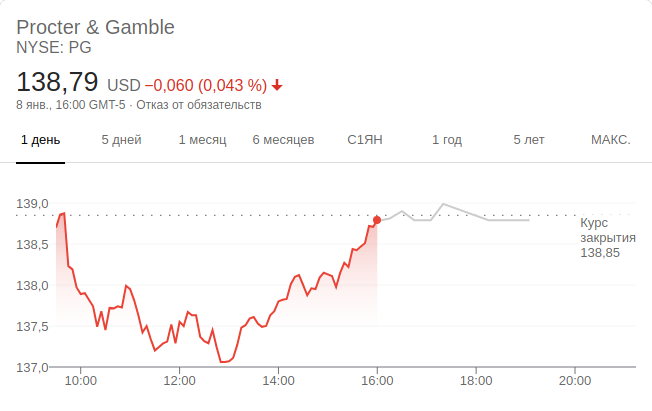 Procter & Gamble
NYSE: PG
138,79 USD −0,060 (0,043 %)
8 янв., 16:00 GMT-5 · Отказ от обязательств
1 день 5 дней 1 месяц 6 месяцев С1ЯН 1 год 5 лет МАКС.
139,0
138,5
138,0
137,5
137,0
Курс
закрытия
138,85
10:00 12:00 14:00 16:00 18:00 20:00